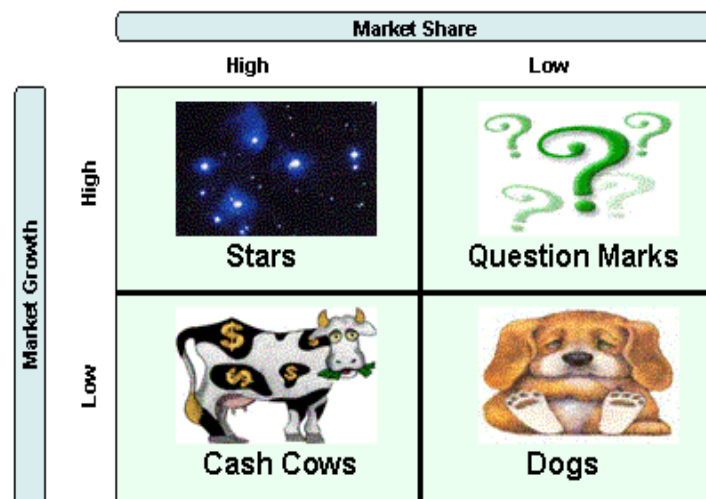 Market Share
High Low
Market Growth
High
Stars Question Marks
Low
$ $ $
Cash Cows Dogs